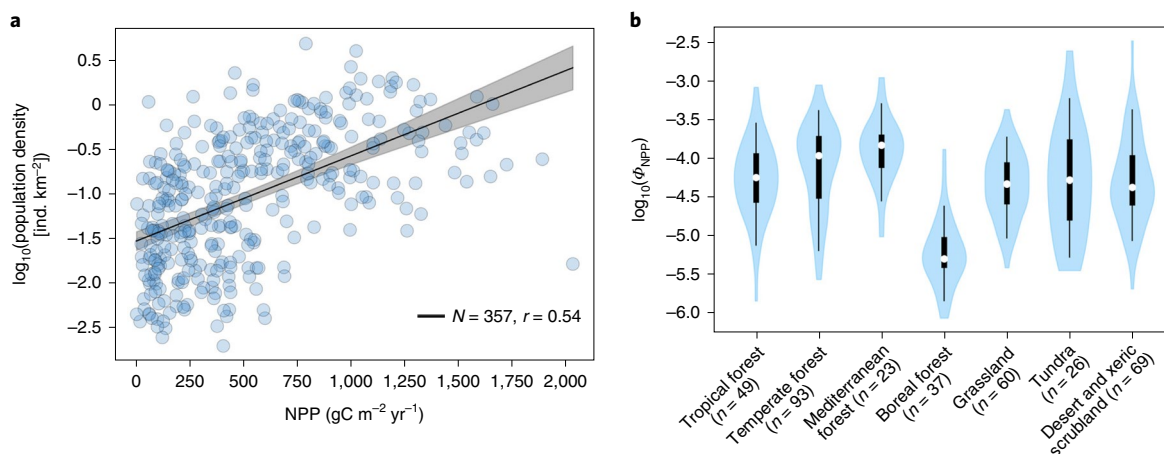 a
log₁₀(population density
[ind. km⁻²])
0.5
0
−0.5
−1.0
−1.5
−2.0
−2.5
N = 357, r = 0.54
0 250 500 750 1,000 1,250 1,500 1,750 2,000
NPP (gC m⁻² yr⁻¹)
b
log₁₀(Φ_NPP)
−2.5
−3.0
−3.5
−4.0
−4.5
−5.0
−5.5
−6.0
Tropical forest
(n = 49)
Temperate forest
(n = 93)
Mediterranean
forest (n = 23)
Boreal forest
(n = 37)
Grassland
(n = 60)
Tundra
(n = 26)
Desert and xeric
scrubland (n = 69)